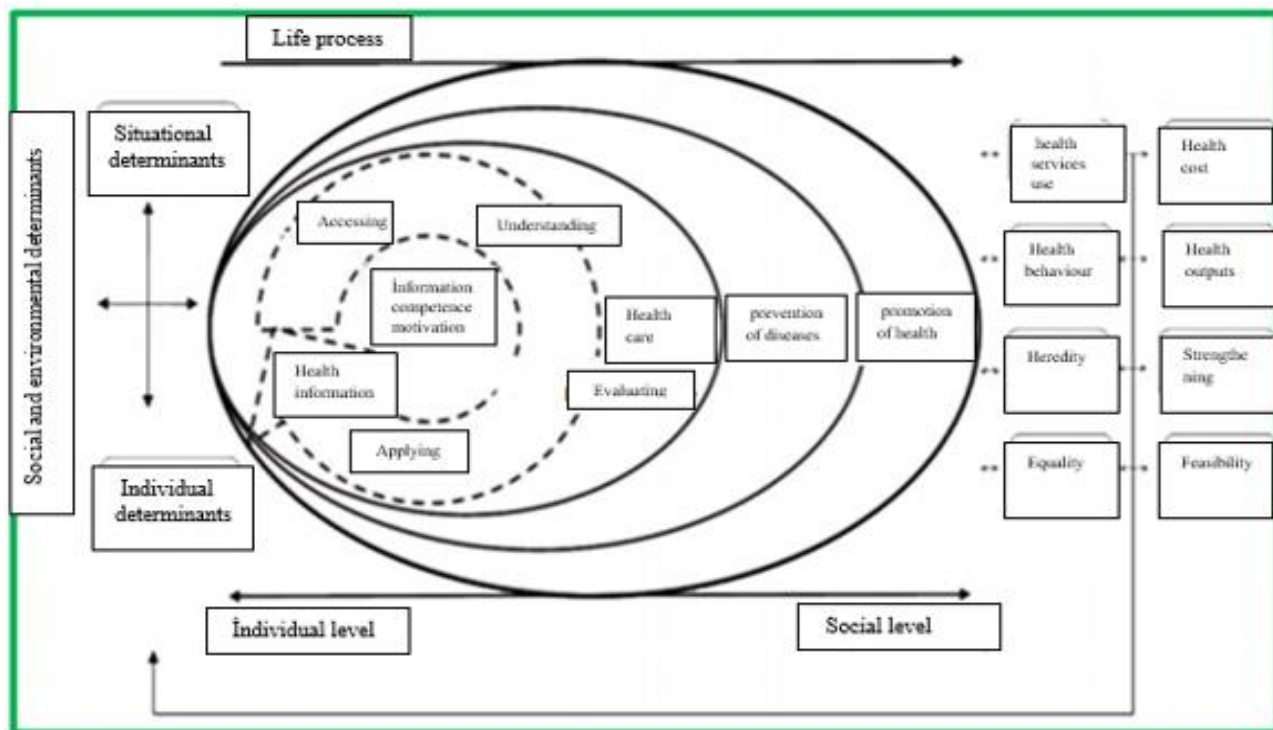 Life process
Social and environmental determinants
Situational
determinants
Individual
determinants
Accessing
Understanding
İnformation
competence
motivation
Health
information
Applying
Evaluating
Health
care
prevention
of diseases
promotion
of health
health
services
use
Health
cost
Health
behaviour
Health
outputs
Heredity
Strengthe
ning
Equality
Feasibility
İndividual level
Social level